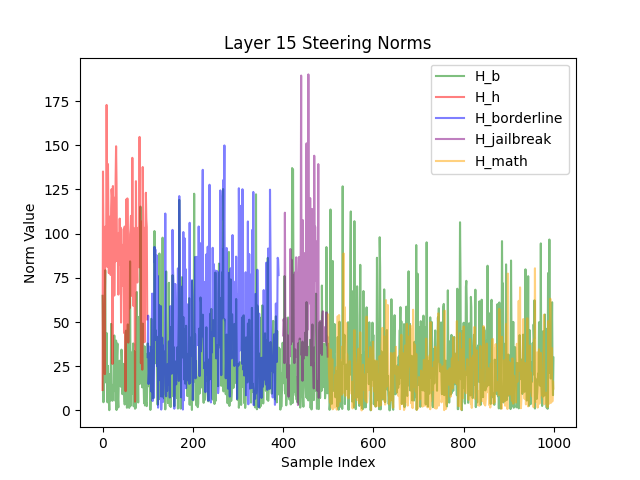 Layer 15 Steering Norms
H_b
H_h
H_borderline
H_jailbreak
H_math
Norm Value
175
150
125
100
75
50
25
0
0 200 400 600 800 1000
Sample Index